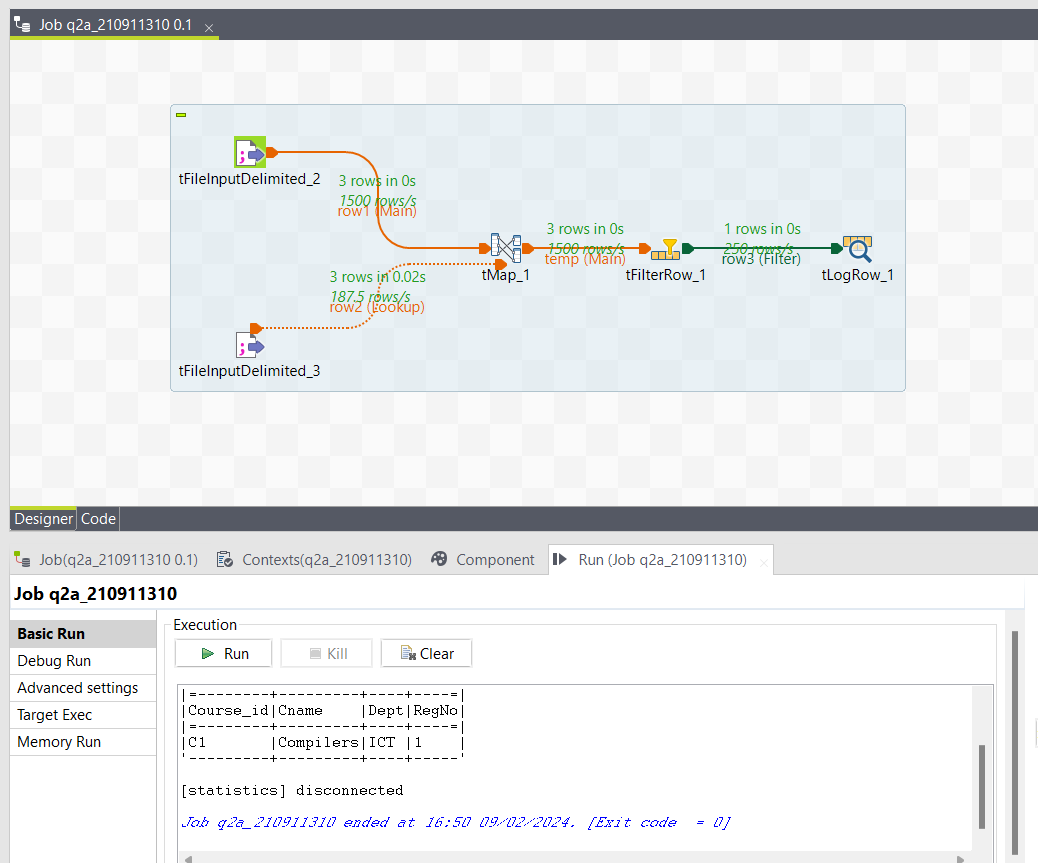 Job q2a_210911310 0.1
tFileInputDelimited_2
3 rows in 0s
1500 rows/s
row1 (Main)
3 rows in 0s
1500 rows/s
temp (Main)
1 rows in 0s
250 rows/s
row3 (Filter)
tMap_1
tFilterRow_1
tLogRow_1
3 rows in 0.02s
187.5 rows/s
row2 (Lookup)
tFileInputDelimited_3
Designer Code
Job(q2a_210911310 0.1) Contexts(q2a_210911310) Component Run (Job q2a_210911310)
Job q2a_210911310
Basic Run
Debug Run
Advanced settings
Target Exec
Memory Run
Execution
Run Kill Clear
|=---------+---------+----+-----=|
|Course_id|Cname    |Dept|RegNo|
|=---------+---------+----+-----=|
|C1       |Compilers|ICT |1    |
'---------+---------+----+-----'
[statistics] disconnected
Job q2a_210911310 ended at 16:50 09/02/2024. [Exit code  = 0]